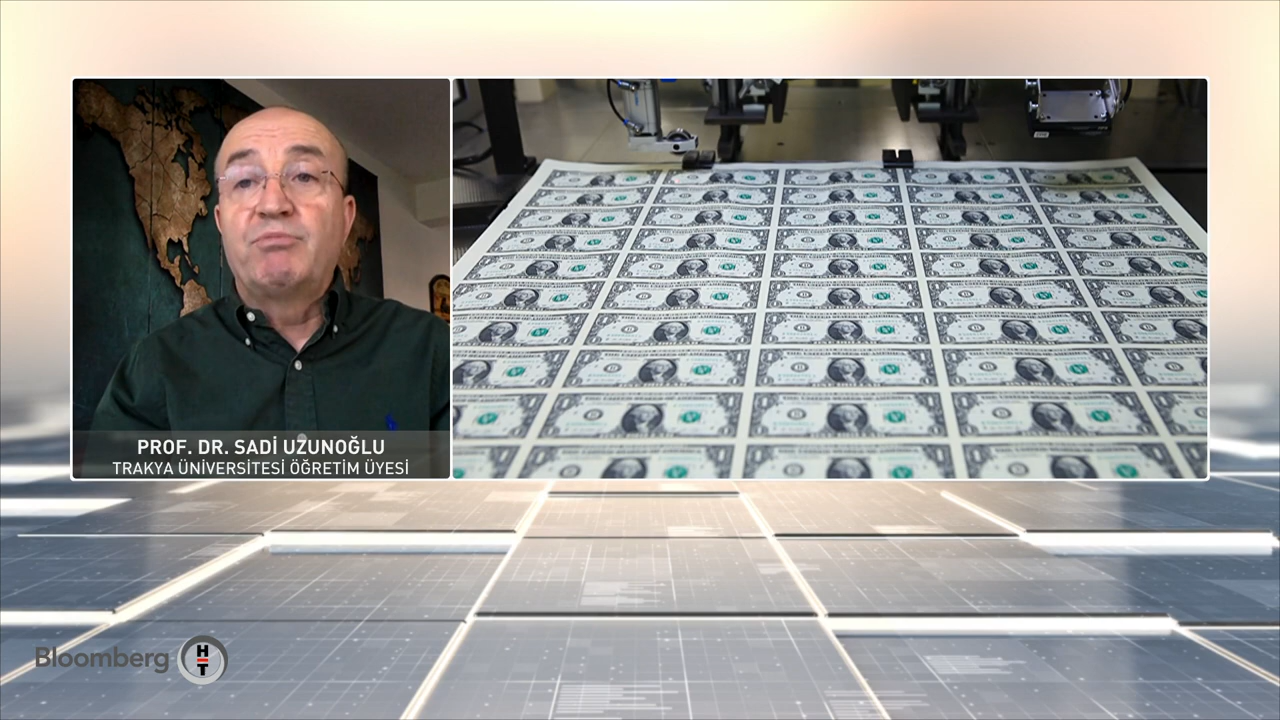 PROF. DR. SADİ UZUNOĞLU
TRAKYA ÜNİVERSİTESİ ÖĞRETİM ÜYESİ
Bloomberg HT